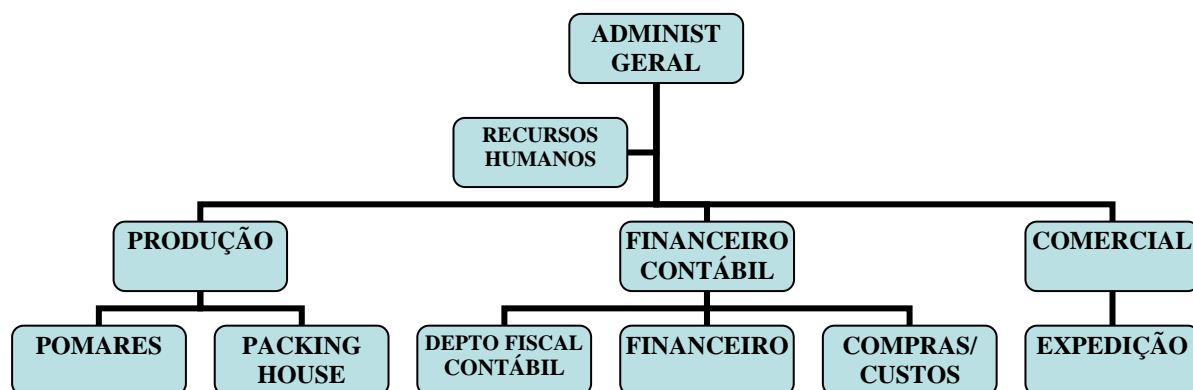 ADMINIST
GERAL
RECURSOS
HUMANOS
PRODUÇÃO
FINANCEIRO
CONTÁBIL
COMERCIAL
POMARES
PACKING
HOUSE
DEPTO FISCAL
CONTÁBIL
FINANCEIRO
COMPRAS/
CUSTOS
EXPEDIÇÃO